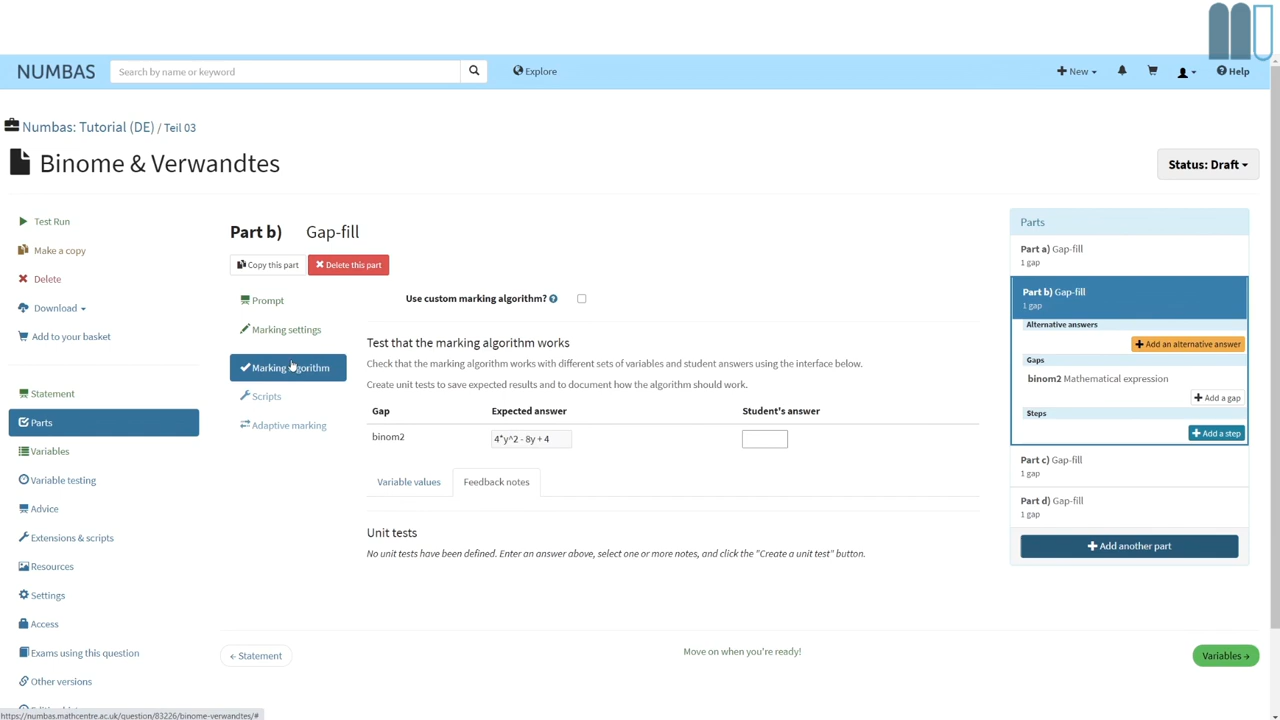 NUMBAS
Search by name or keyword
Explore
New
Help
Numbas: Tutorial (DE) / Teil 03
Binome & Verwandtes
Status: Draft
Test Run
Make a copy
Delete
Download
Add to your basket
Statement
Parts
Variables
Variable testing
Advice
Extensions & scripts
Resources
Settings
Access
Exams using this question
Other versions
Part b) Gap-fill
Copy this part
Delete this part
Prompt
Marking settings
Marking algorithm
Scripts
Adaptive marking
Use custom marking algorithm?
Test that the marking algorithm works
Check that the marking algorithm works with different sets of variables and student answers using the interface below.
Create unit tests to save expected results and to document how the algorithm should work.
Gap Expected answer Student's answer
binom2 4*y^2 - 8y + 4
Variable values Feedback notes
Unit tests
No unit tests have been defined. Enter an answer above, select one or more notes, and click the "Create a unit test" button.
← Statement
Move on when you're ready!
Variables →
Parts
Part a) Gap-fill
1 gap
Part b) Gap-fill
1 gap
Alternative answers
Add an alternative answer
Gaps
binom2 Mathematical expression
Add a gap
Steps
Add a step
Part c) Gap-fill
1 gap
Part d) Gap-fill
1 gap
Add another part
https://numbas.mathcentre.ac.uk/question/83226/binome-verwandtes/#